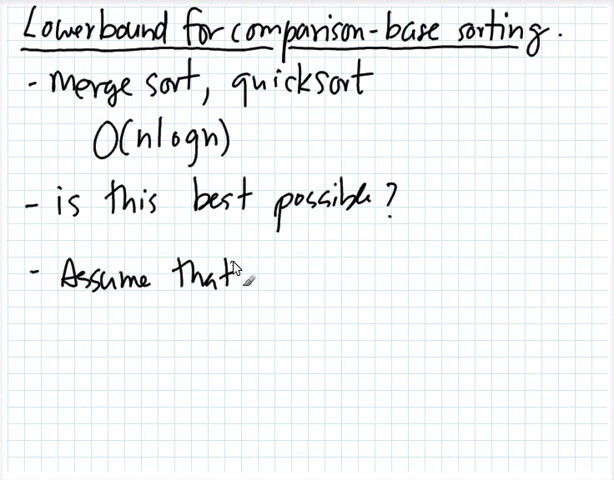 Lowerbound for comparison-base sorting.
- Merge sort, quicksort
O(nlogn)
- is this best possible?
- Assume that